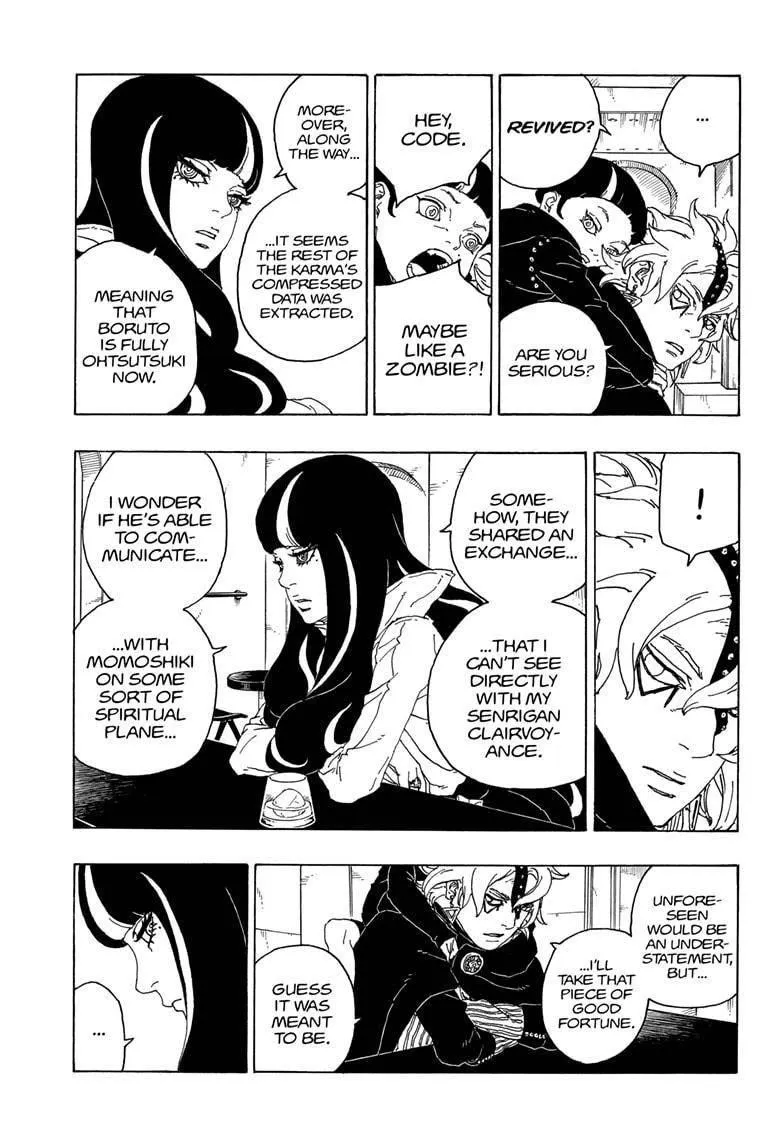 ...
REVIVED?
ARE YOU
SERIOUS?
HEY,
CODE.
MAYBE
LIKE A
ZOMBIE?!
MORE-
OVER,
ALONG
THE WAY...
...IT SEEMS
THE REST OF
THE KARMA'S
COMPRESSED
DATA WAS
EXTRACTED.
MEANING
THAT
BORUTO
IS FULLY
OHTSUTSUKI
NOW.
!
SOME-
HOW, THEY
SHARED AN
EXCHANGE...
...THAT I
CAN'T SEE
DIRECTLY
WITH MY
SENRIGAN
CLAIRVOY-
ANCE.
I WONDER
IF HE'S ABLE
TO COM-
MUNICATE...
...WITH
MOMOSHIKI
ON SOME
SORT OF
SPIRITUAL
PLANE...
UNFORE-
SEEN
WOULD BE
AN UNDER-
STATEMENT,
BUT...
...I'LL
TAKE THAT
PIECE OF
GOOD
FORTUNE.
GUESS
IT WAS
MEANT
TO BE.
...